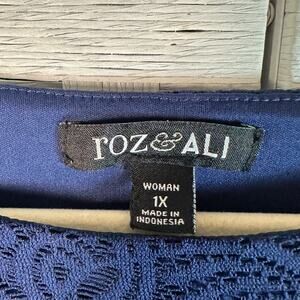 roz&ALI
WOMAN
1X
MADE IN
INDONESIA